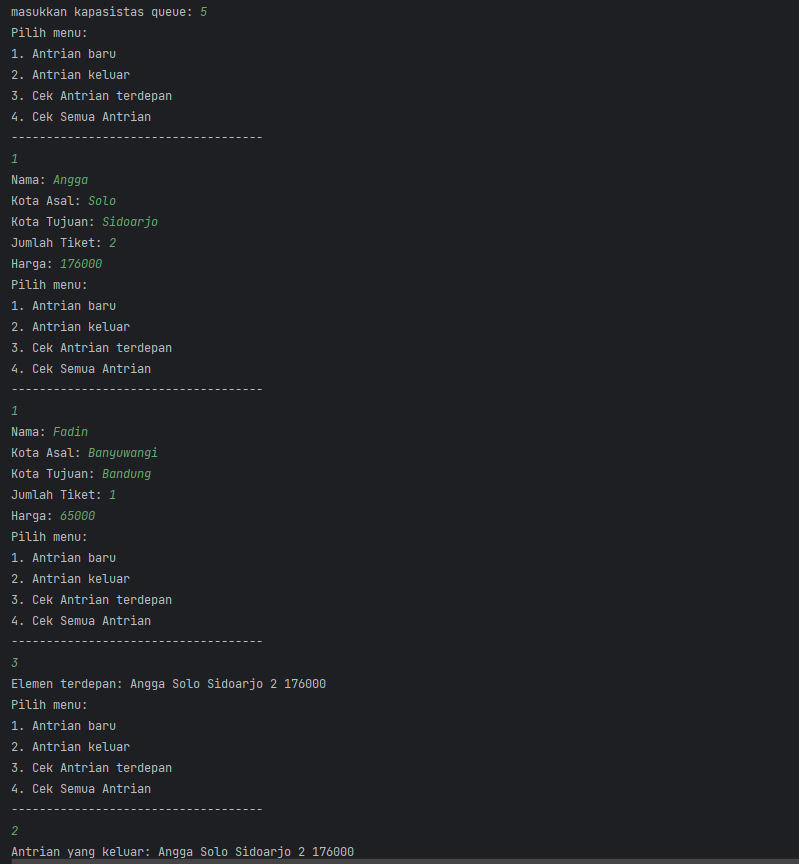 masukkan kapasistas queue: 5
Pilih menu:
1. Antrian baru
2. Antrian keluar
3. Cek Antrian terdepan
4. Cek Semua Antrian
------------------------------------
1
Nama: Angga
Kota Asal: Solo
Kota Tujuan: Sidoarjo
Jumlah Tiket: 2
Harga: 176000
Pilih menu:
1. Antrian baru
2. Antrian keluar
3. Cek Antrian terdepan
4. Cek Semua Antrian
------------------------------------
1
Nama: Fadin
Kota Asal: Banyuwangi
Kota Tujuan: Bandung
Jumlah Tiket: 1
Harga: 65000
Pilih menu:
1. Antrian baru
2. Antrian keluar
3. Cek Antrian terdepan
4. Cek Semua Antrian
------------------------------------
3
Elemen terdepan: Angga Solo Sidoarjo 2 176000
Pilih menu:
1. Antrian baru
2. Antrian keluar
3. Cek Antrian terdepan
4. Cek Semua Antrian
------------------------------------
2
Antrian yang keluar: Angga Solo Sidoarjo 2 176000